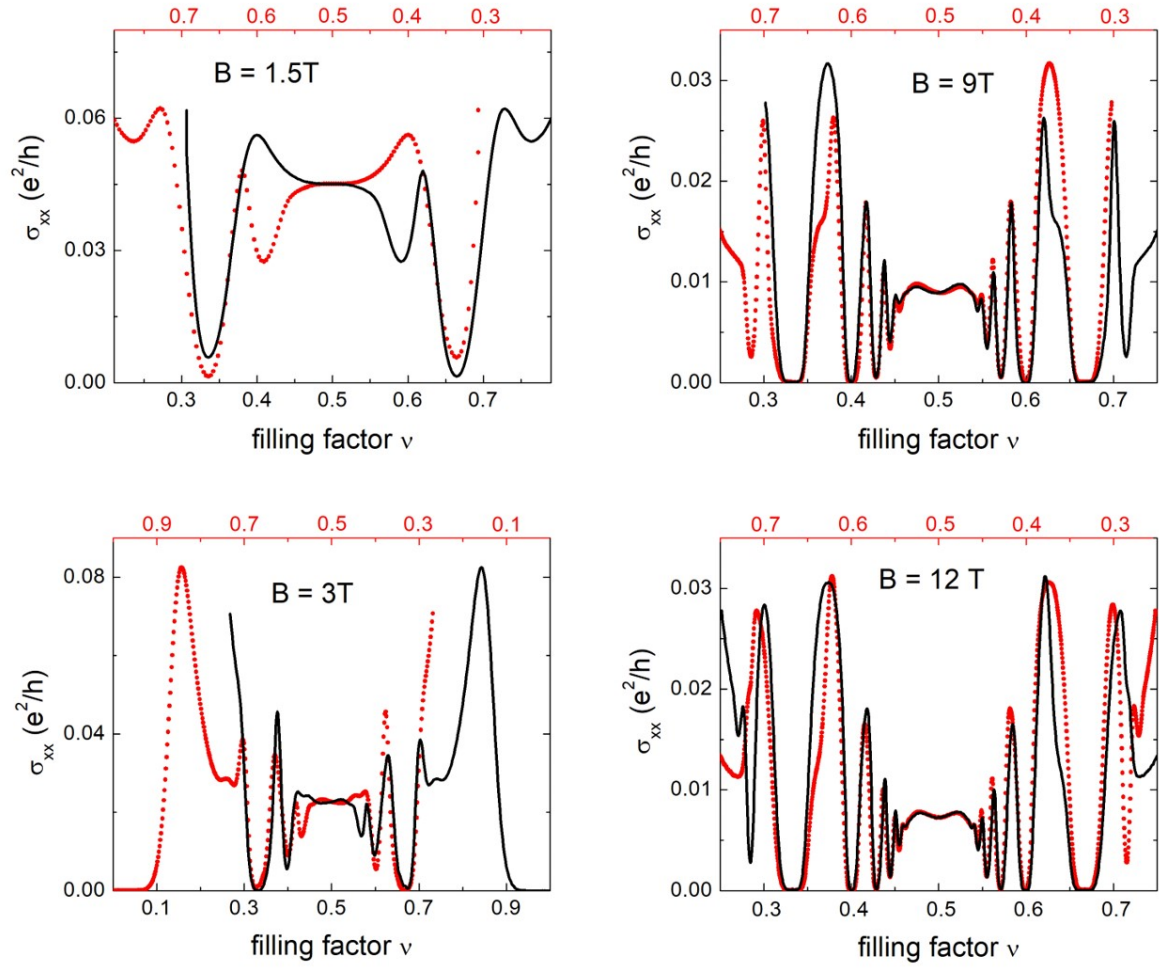 0.7 0.6 0.5 0.4 0.3
B = 1.5T
σxx (e²/h)
0.06
0.03
0.00
0.3 0.4 0.5 0.6 0.7
filling factor ν
0.7 0.6 0.5 0.4 0.3
B = 9T
σxx (e²/h)
0.03
0.02
0.01
0.00
0.3 0.4 0.5 0.6 0.7
filling factor ν
0.9 0.7 0.5 0.3 0.1
B = 3T
σxx (e²/h)
0.08
0.04
0.00
0.1 0.3 0.5 0.7 0.9
filling factor ν
0.7 0.6 0.5 0.4 0.3
B = 12 T
σxx (e²/h)
0.03
0.02
0.01
0.00
0.3 0.4 0.5 0.6 0.7
filling factor ν